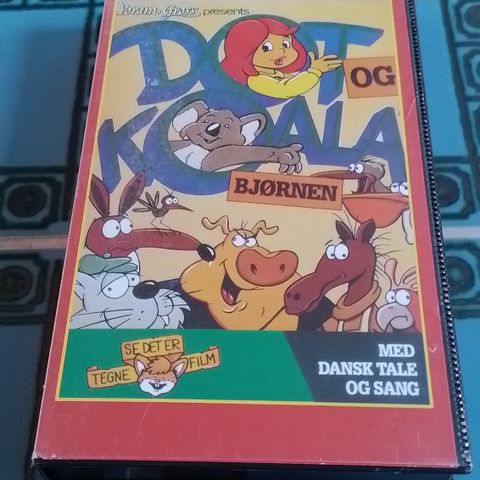 Yoram Gross presents
DOT
OG
KOALA
BJØRNEN
SE DET ER
TEGNE FILM
MED
DANSK TALE
OG SANG